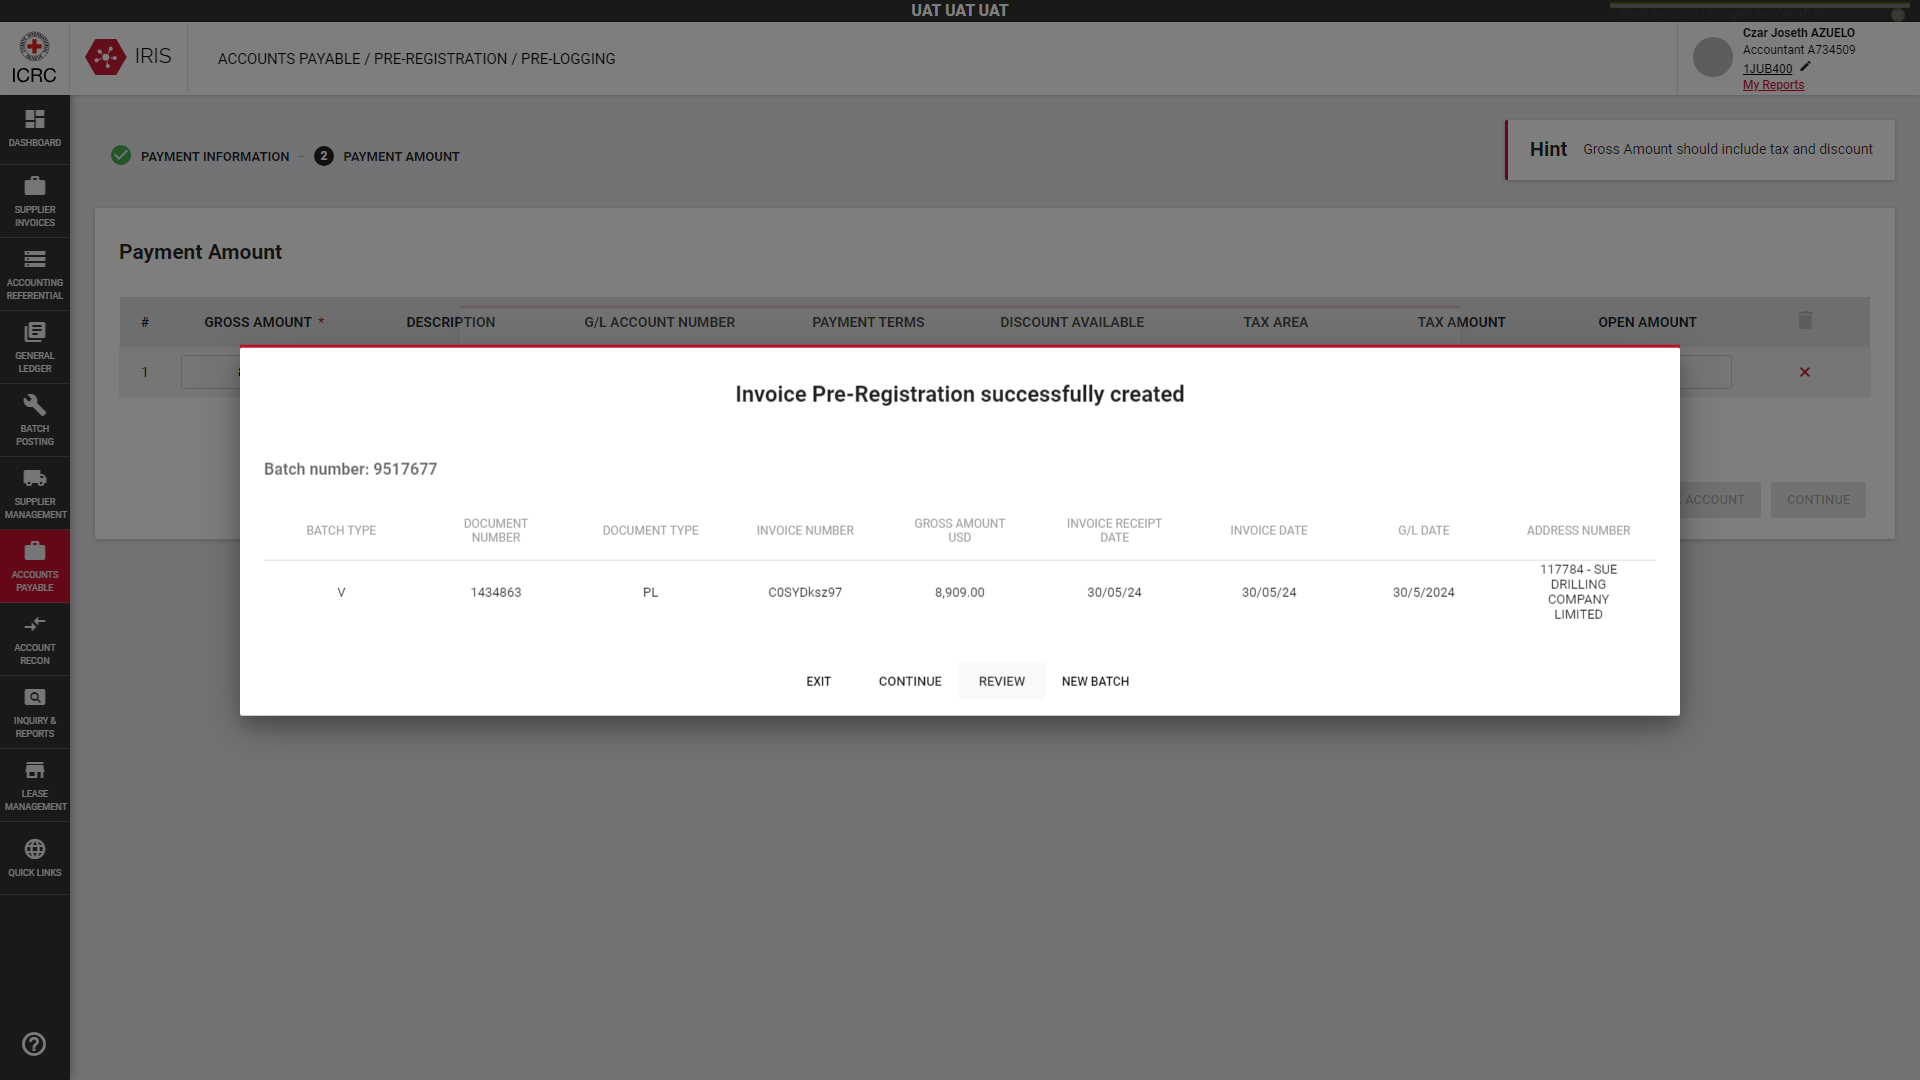 UAT UAT UAT
ICRC
IRIS
ACCOUNTS PAYABLE / PRE-REGISTRATION / PRE-LOGGING
Czar Joseth AZUELO
Accountant A734509
1JUB400
My Reports
DASHBOARD
SUPPLIER
INVOICES
ACCOUNTING
REFERENTIAL
GENERAL
LEDGER
BATCH
POSTING
SUPPLIER
MANAGEMENT
ACCOUNTS
PAYABLE
ACCOUNT
RECON
INQUIRY &
REPORTS
LEASE
MANAGEMENT
QUICK LINKS
PAYMENT INFORMATION
2 PAYMENT AMOUNT
Hint Gross Amount should include tax and discount
Payment Amount
# GROSS AMOUNT * DESCRIPTION G/L ACCOUNT NUMBER PAYMENT TERMS DISCOUNT AVAILABLE TAX AREA TAX AMOUNT OPEN AMOUNT
1
ACCOUNT CONTINUE
Invoice Pre-Registration successfully created
Batch number: 9517677
BATCH TYPE DOCUMENT NUMBER DOCUMENT TYPE INVOICE NUMBER GROSS AMOUNT USD INVOICE RECEIPT DATE INVOICE DATE G/L DATE ADDRESS NUMBER
V 1434863 PL C0SYDksz97 8,909.00 30/05/24 30/05/24 30/5/2024 117784 - SUE DRILLING COMPANY LIMITED
EXIT CONTINUE REVIEW NEW BATCH